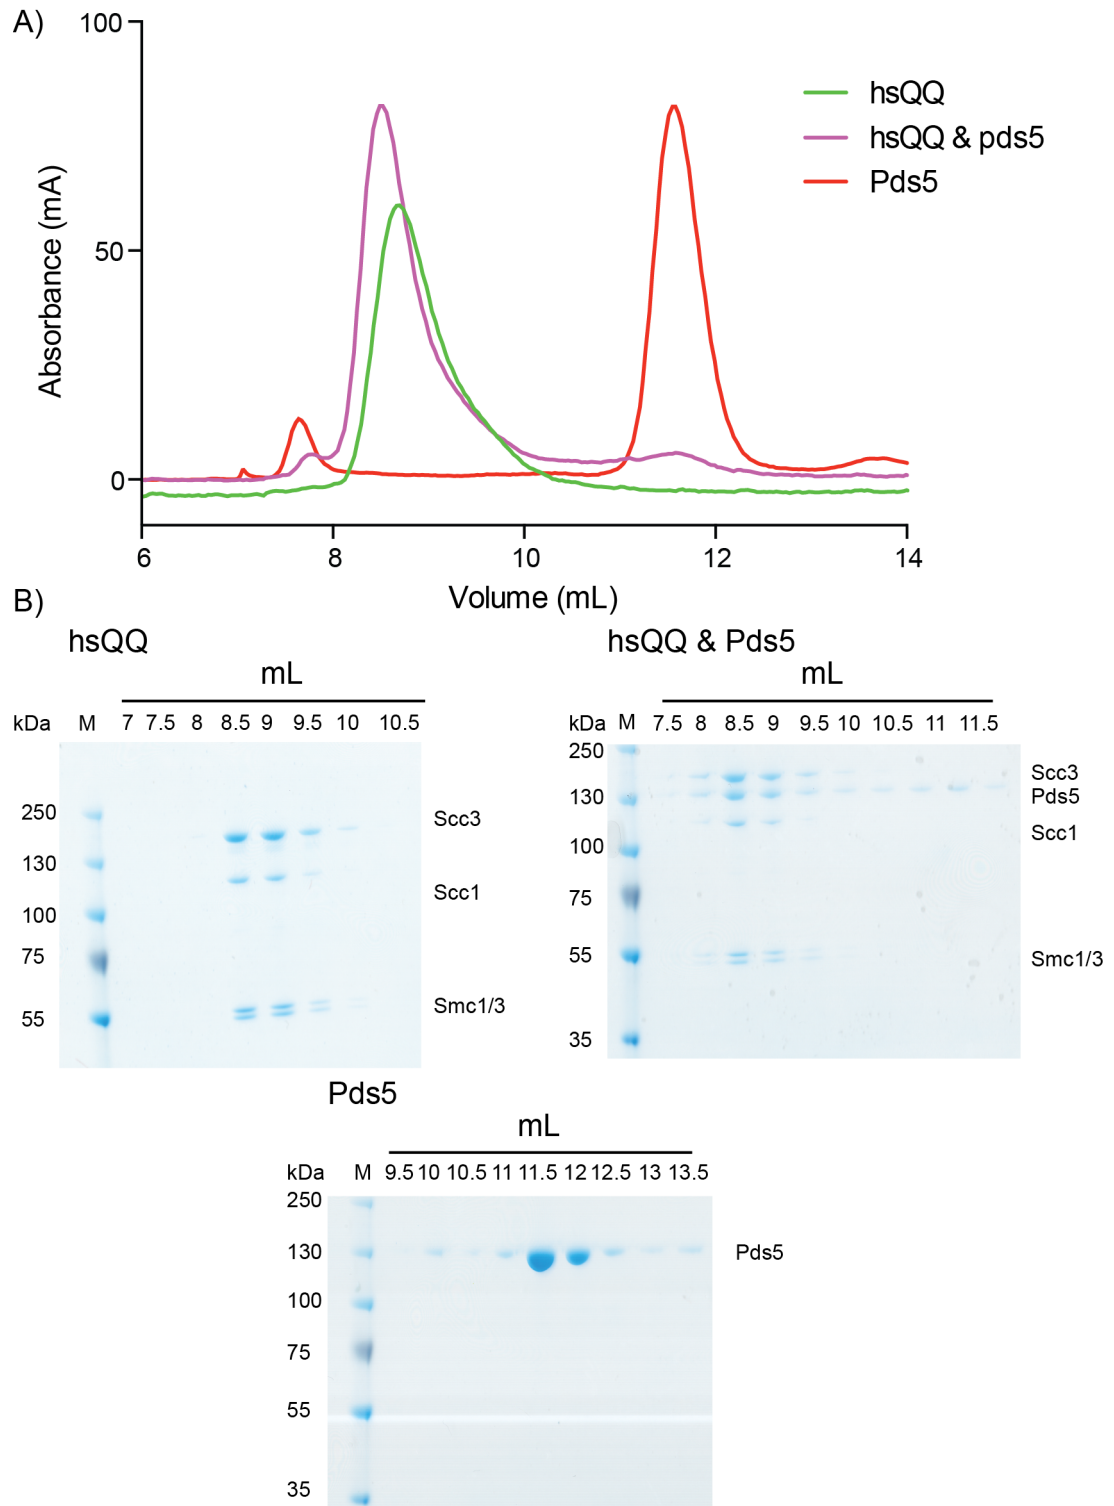 A)
100
50
0
Absorbance (mA)
hsQQ
hsQQ & pds5
Pds5
6 8 10 12 14
Volume (mL)
B)
hsQQ
mL
kDa M 7 7.5 8 8.5 9 9.5 10 10.5
250
130
100
75
55
Scc3
Scc1
Smc1/3
hsQQ & Pds5
mL
kDa M 7.5 8 8.5 9 9.5 10 10.5 11 11.5
250
130
100
75
55
35
Scc3
Pds5
Scc1
Smc1/3
Pds5
mL
kDa M 9.5 10 10.5 11 11.5 12 12.5 13 13.5
250
130
100
75
55
35
Pds5